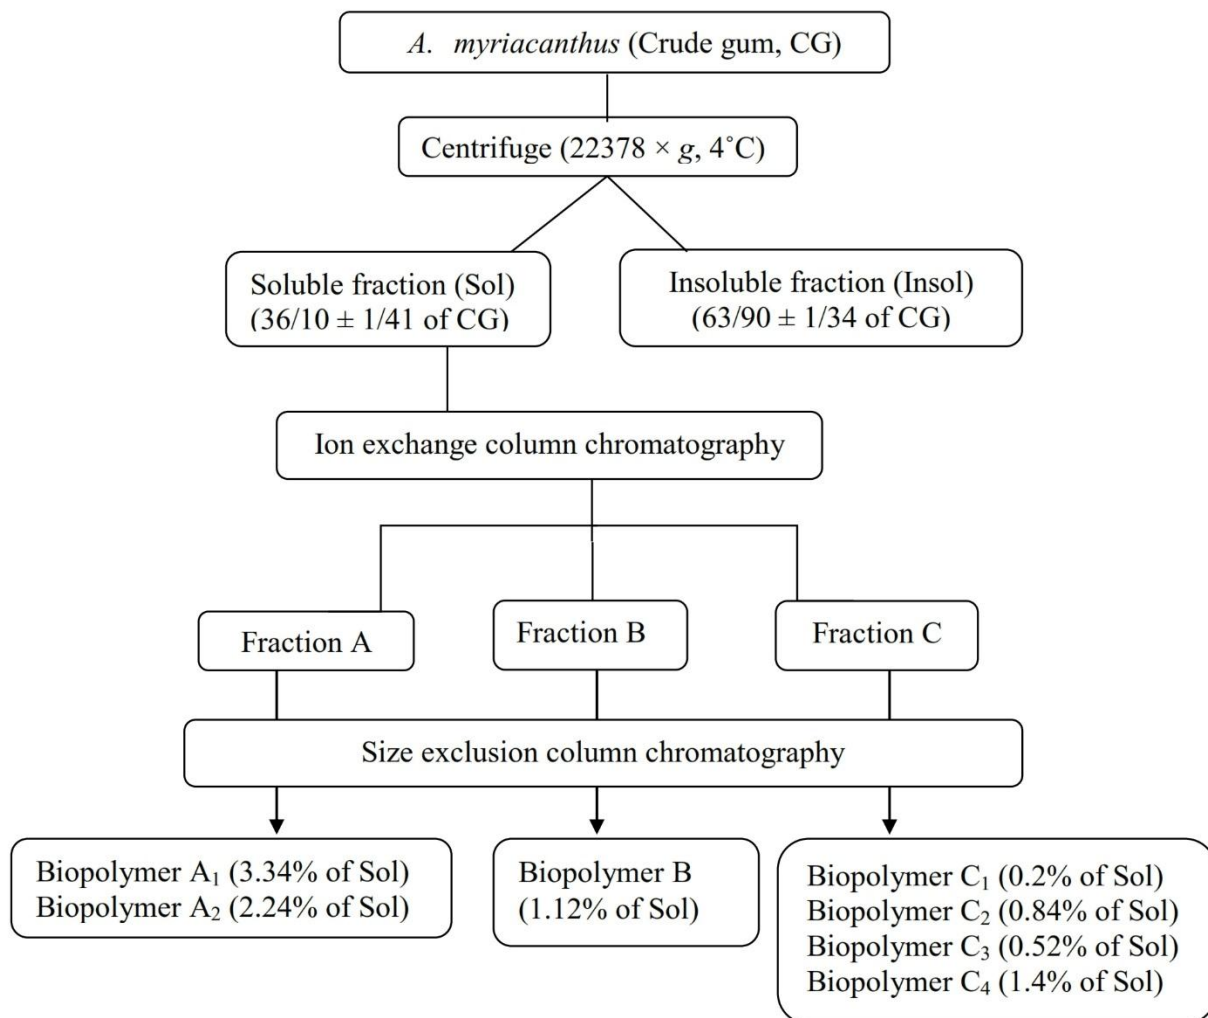 A. myriacanthus (Crude gum, CG)
Centrifuge (22378 × g, 4˚C)
Soluble fraction (Sol)
(36/10 ± 1/41 of CG)
Insoluble fraction (Insol)
(63/90 ± 1/34 of CG)
Ion exchange column chromatography
Fraction A
Fraction B
Fraction C
Size exclusion column chromatography
Biopolymer A₁ (3.34% of Sol)
Biopolymer A₂ (2.24% of Sol)
Biopolymer B
(1.12% of Sol)
Biopolymer C₁ (0.2% of Sol)
Biopolymer C₂ (0.84% of Sol)
Biopolymer C₃ (0.52% of Sol)
Biopolymer C₄ (1.4% of Sol)